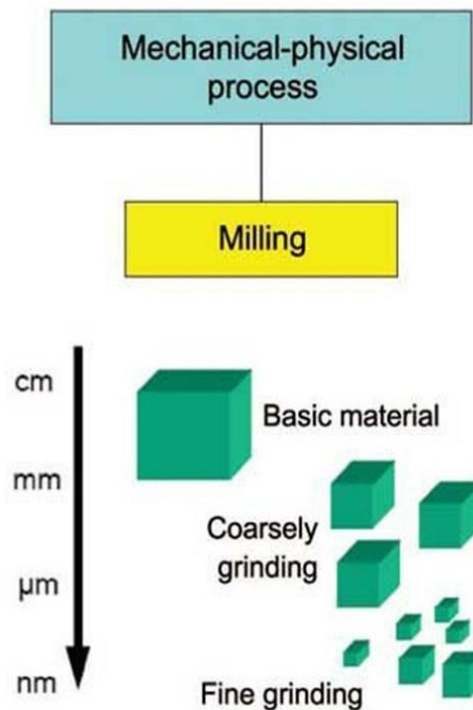 Mechanical-physical
process
Milling
cm
Basic material
mm
Coarsely
grinding
μm
nm
Fine grinding